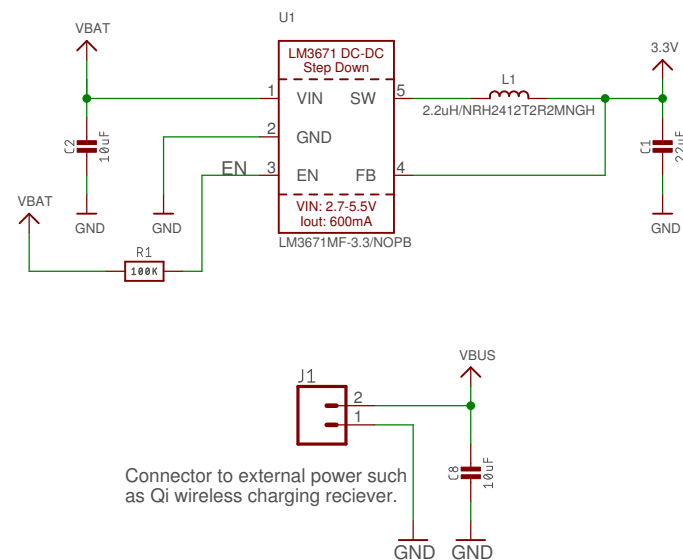 U1
VBAT
LM3671 DC-DC
Step Down
3.3V
L1
1
VIN
SW
5
2.2uH/NRH2412T2R2MNGH
C2
10uF
2
GND
C1
22uF
EN
3
EN
FB
4
VBAT
GND
GND
VIN: 2.7-5.5V
Iout: 600mA
GND
LM3671MF-3.3/NOPB
R1
100K
VBUS
J1
2
1
Connector to external power such
as Qi wireless charging reciever.
C8
10uF
GND
GND